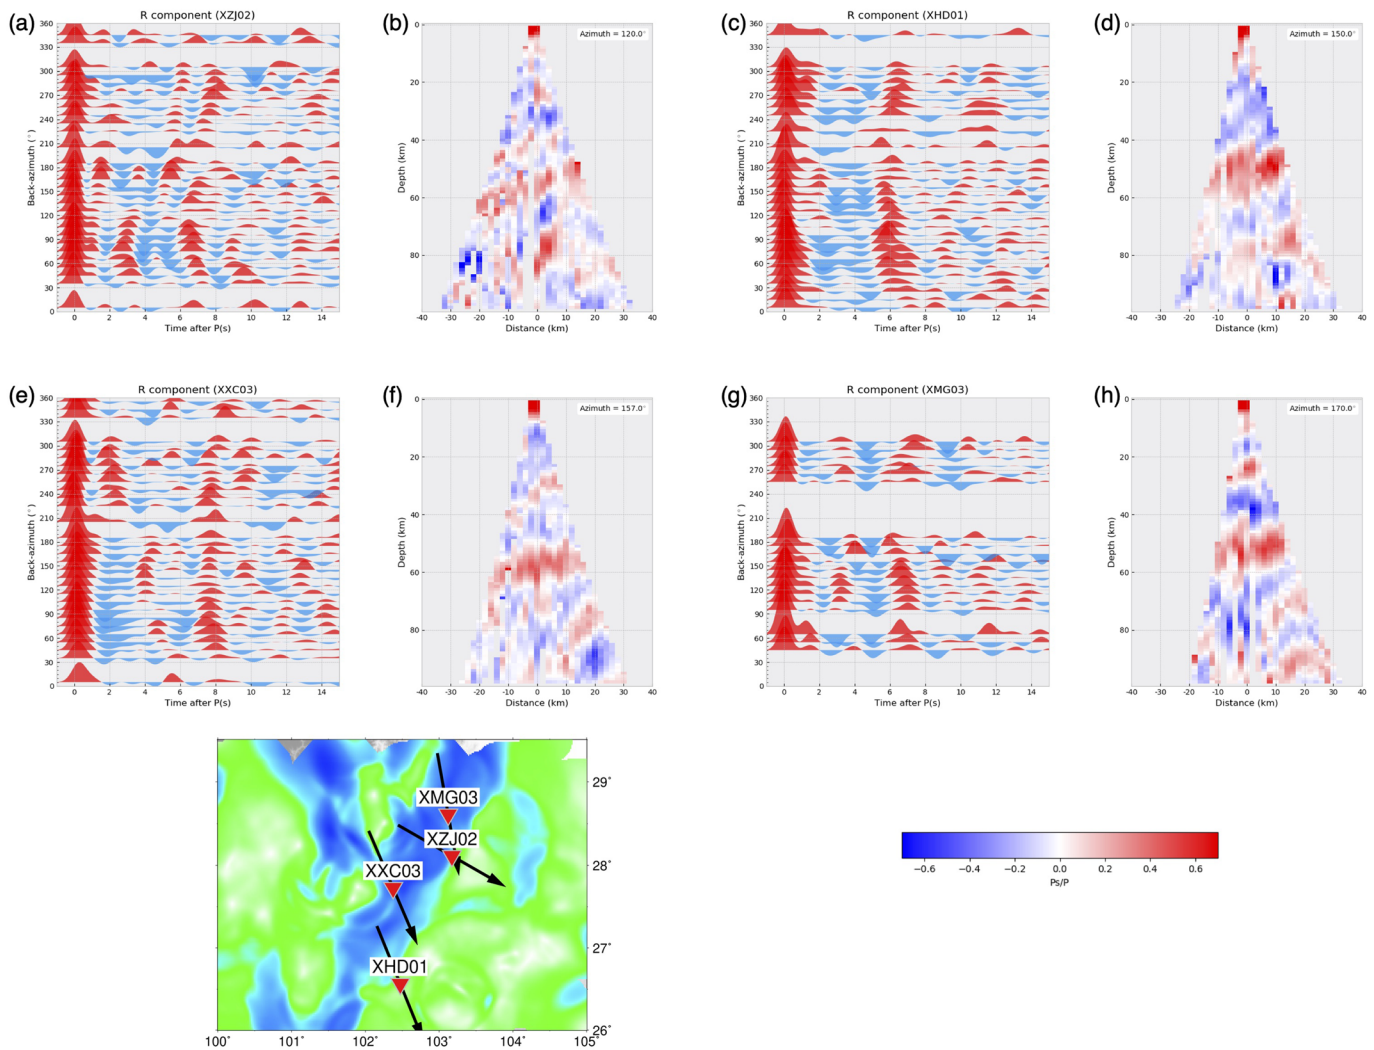 (a)
R component (XZJ02)
360
330
300
270
240
210
180
150
120
90
60
30
0
Back-azimuth (°)
0 2 4 6 8 10 12 14
Time after P(s)
(b)
Azimuth = 120.0°
0
20
40
60
80
Depth (km)
-40 -30 -20 -10 0 10 20 30 40
Distance (km)
(c)
R component (XHD01)
360
330
300
270
240
210
180
150
120
90
60
30
0
Back-azimuth (°)
0 2 4 6 8 10 12 14
Time after P(s)
(d)
Azimuth = 150.0°
0
20
40
60
80
Depth (km)
-40 -30 -20 -10 0 10 20 30 40
Distance (km)
(e)
R component (XXC03)
360
330
300
270
240
210
180
150
120
90
60
30
0
Back-azimuth (°)
0 2 4 6 8 10 12 14
Time after P(s)
(f)
Azimuth = 157.0°
0
20
40
60
80
Depth (km)
-40 -30 -20 -10 0 10 20 30 40
Distance (km)
(g)
R component (XMG03)
360
330
300
270
240
210
180
150
120
90
60
30
0
Back-azimuth (°)
0 2 4 6 8 10 12 14
Time after P(s)
(h)
Azimuth = 170.0°
0
20
40
60
80
Depth (km)
-40 -30 -20 -10 0 10 20 30 40
Distance (km)
XMG03
XZJ02
XXC03
XHD01
29°
28°
27°
26°
100° 101° 102° 103° 104° 105°
−0.6 −0.4 −0.2 0.0 0.2 0.4 0.6
Ps/P